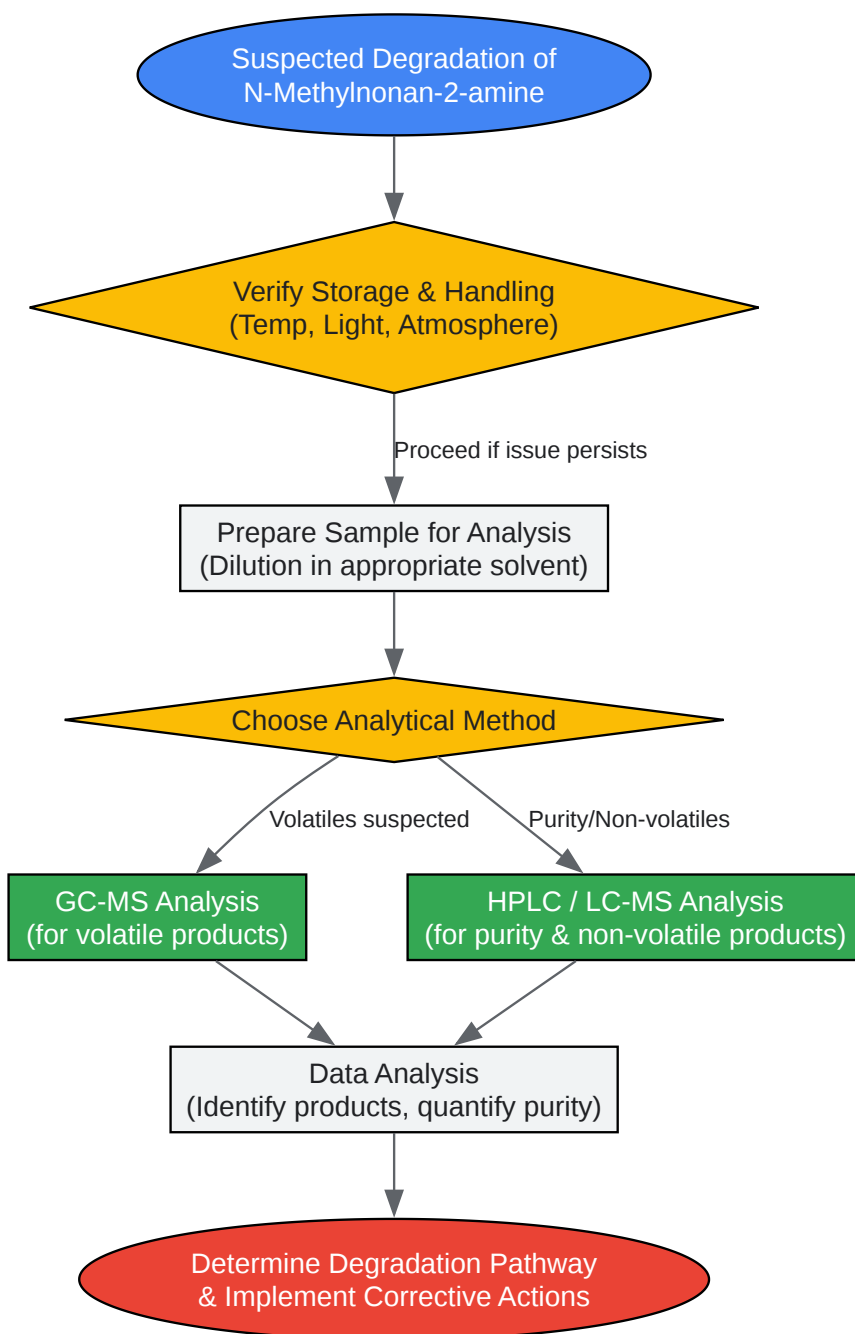 Suspected Degradation of
N-Methylnonan-2-amine
Verify Storage & Handling
(Temp, Light, Atmosphere)
Proceed if issue persists
Prepare Sample for Analysis
(Dilution in appropriate solvent)
Choose Analytical Method
Volatiles suspected
Purity/Non-volatiles
GC-MS Analysis
(for volatile products)
HPLC / LC-MS Analysis
(for purity & non-volatile products)
Data Analysis
(Identify products, quantify purity)
Determine Degradation Pathway
& Implement Corrective Actions